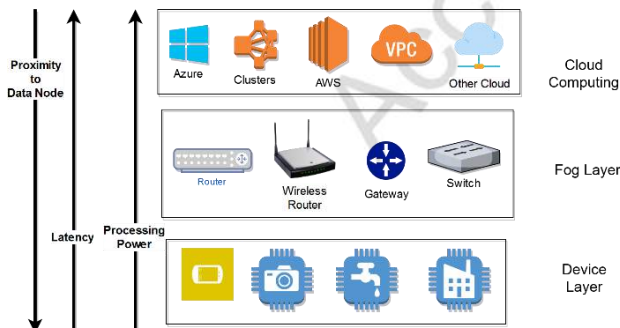 Proximity
to
Data Node
Latency
Processing
Power
Azure
Clusters
AWS
VPC
Other Cloud
Cloud
Computing
Router
Wireless
Router
Gateway
Switch
Fog Layer
Device
Layer
Acc